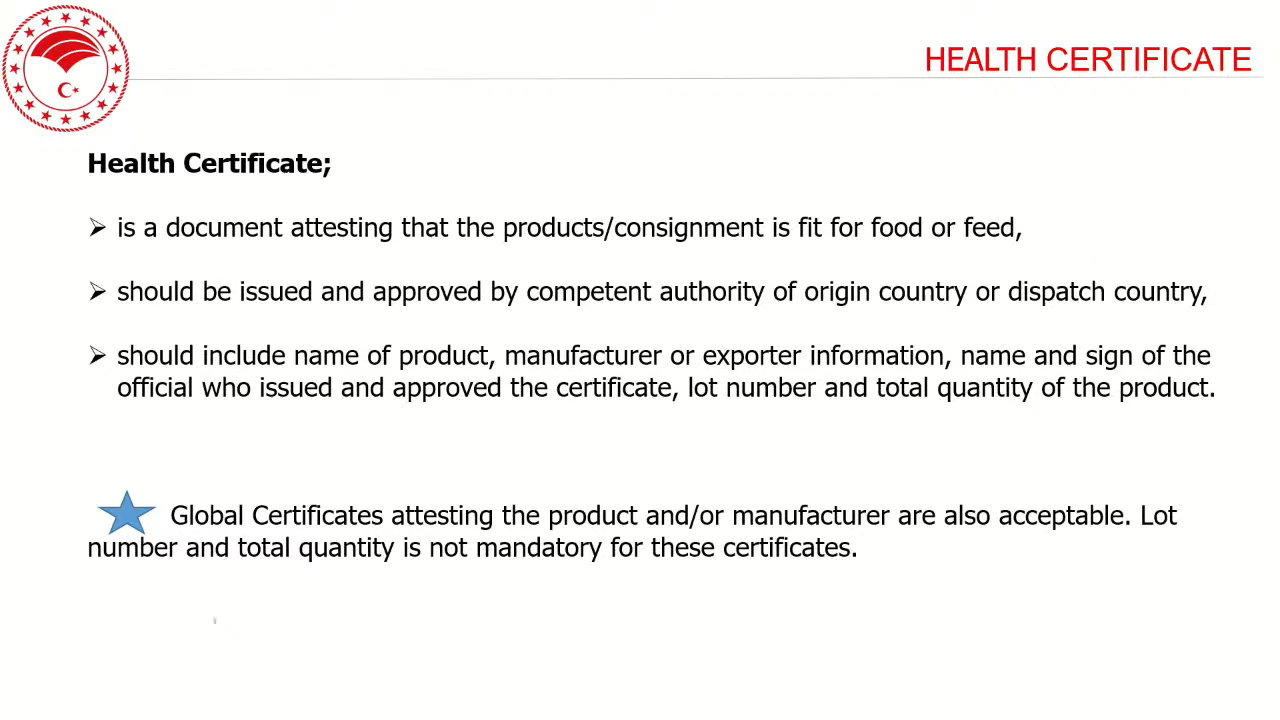 HEALTH CERTIFICATE
Health Certificate;
➢ is a document attesting that the products/consignment is fit for food or feed,
➢ should be issued and approved by competent authority of origin country or dispatch country,
➢ should include name of product, manufacturer or exporter information, name and sign of the
official who issued and approved the certificate, lot number and total quantity of the product.
Global Certificates attesting the product and/or manufacturer are also acceptable. Lot
number and total quantity is not mandatory for these certificates.